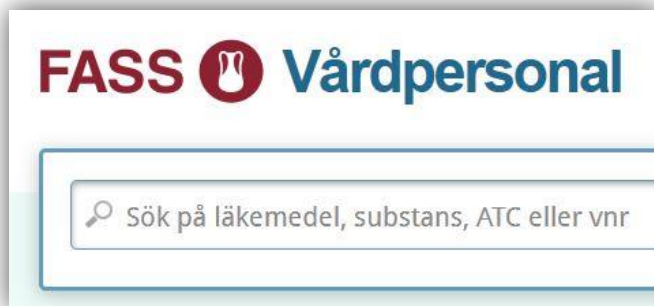 FASS Vårdpersonal
Sök på läkemedel, substans, ATC eller vnr